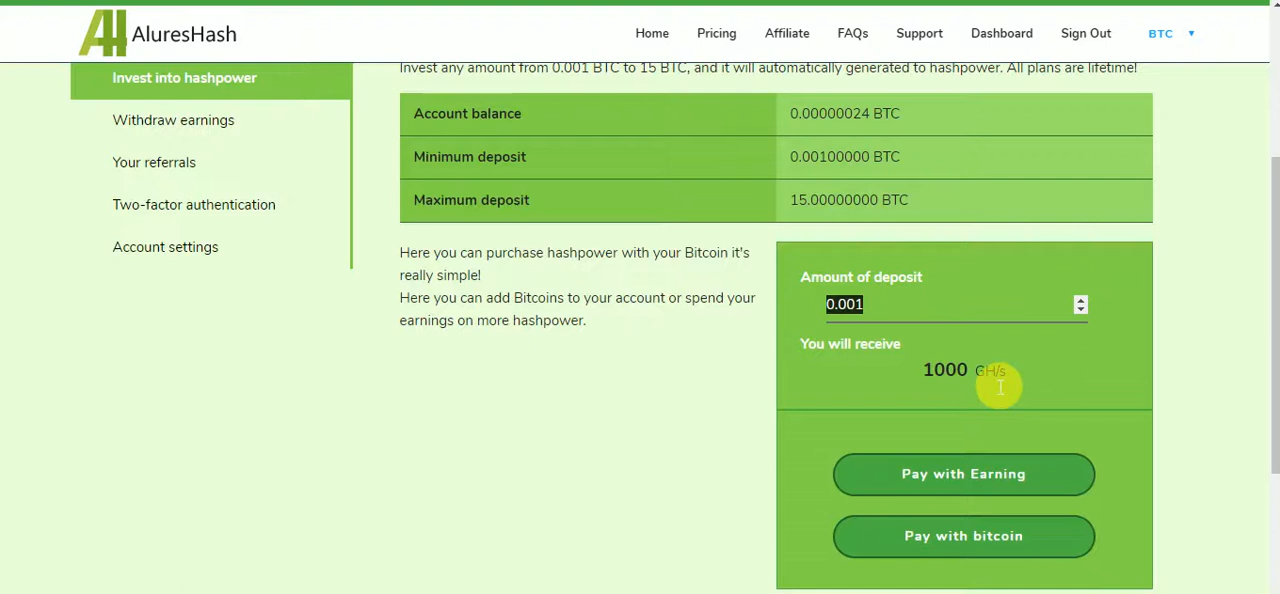 AluresHash
Home Pricing Affiliate FAQs Support Dashboard Sign Out BTC ▼
Invest into hashpower
Withdraw earnings
Your referrals
Two-factor authentication
Account settings
Invest any amount from 0.001 BTC to 15 BTC, and it will automatically generated to hashpower. All plans are lifetime!
Account balance 0.00000024 BTC
Minimum deposit 0.00100000 BTC
Maximum deposit 15.00000000 BTC
Here you can purchase hashpower with your Bitcoin it's
really simple!
Here you can add Bitcoins to your account or spend your
earnings on more hashpower.
Amount of deposit
0.001
You will receive
1000 GH/s
Pay with Earning
Pay with bitcoin